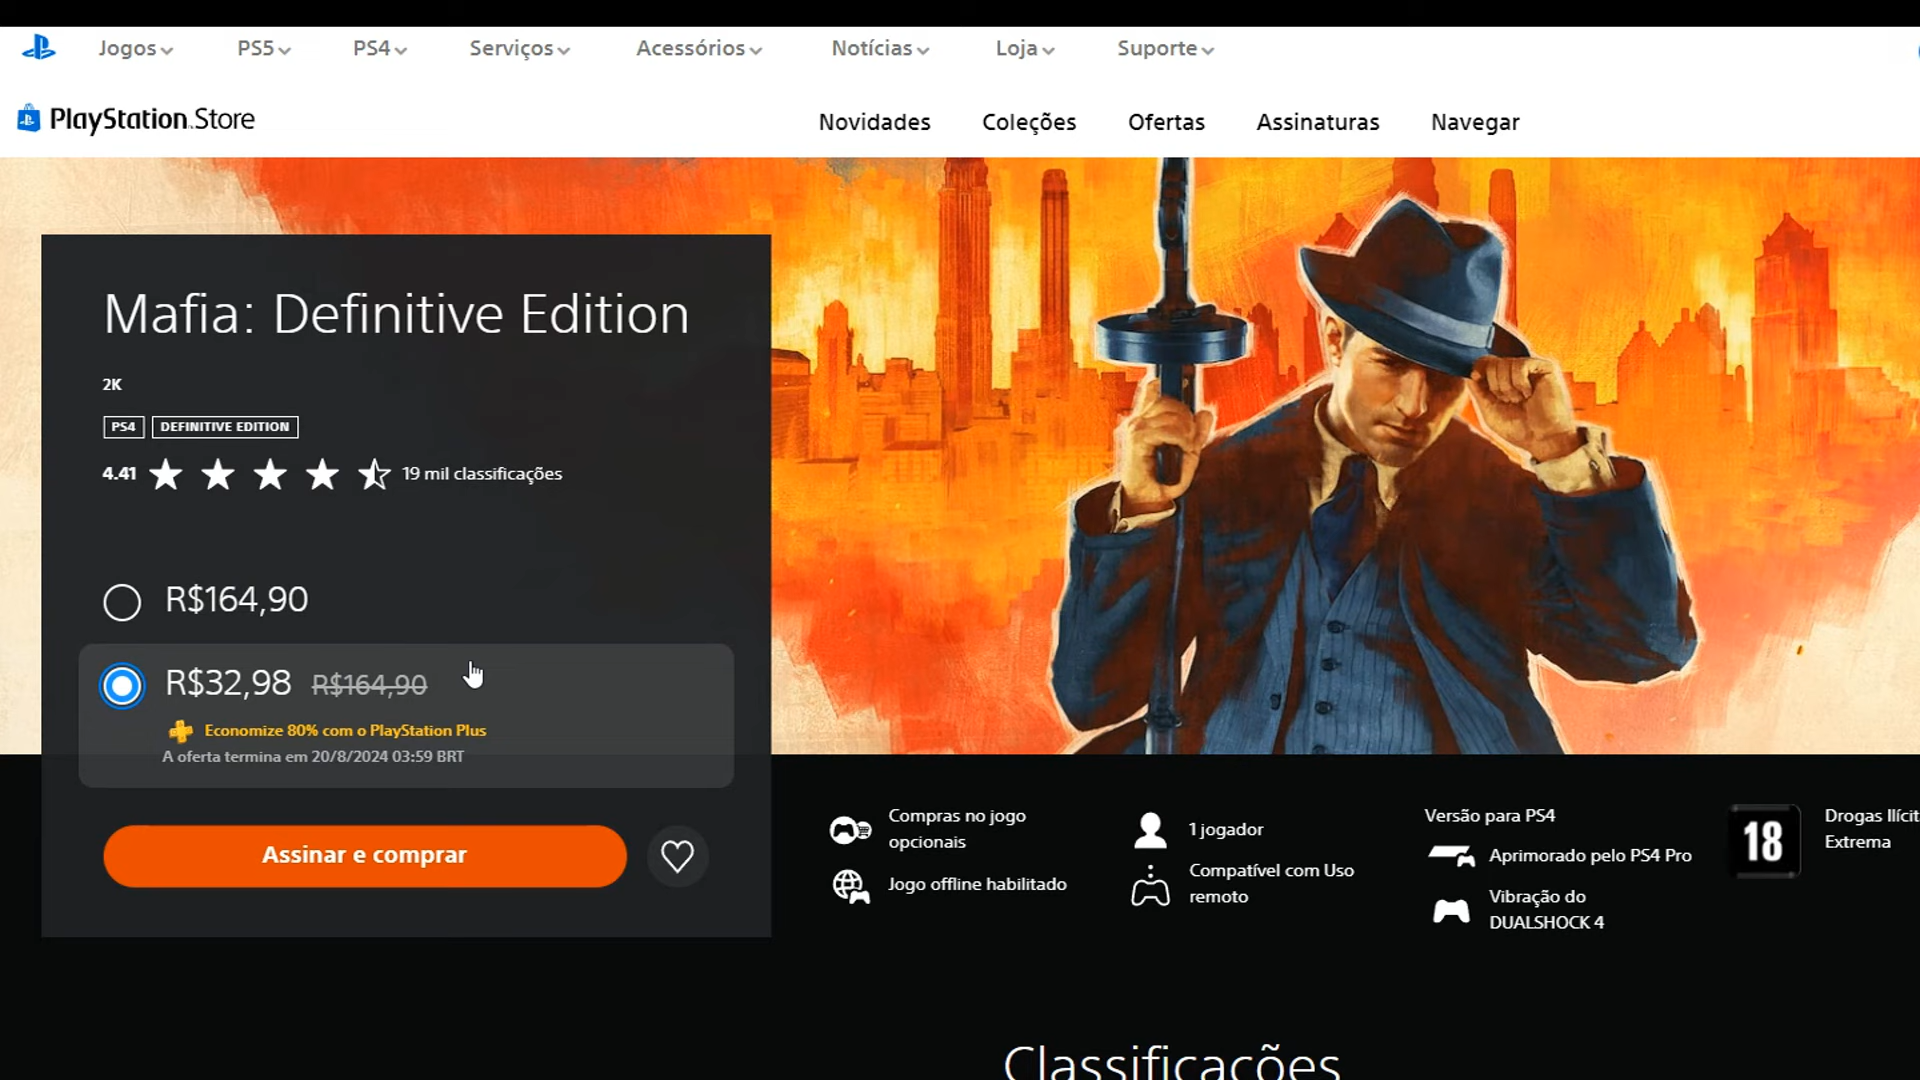 Jogos
PS5
PS4
Serviços
Acessórios
Notícias
Loja
Suporte
PlayStation Store
Novidades
Coleções
Ofertas
Assinaturas
Navegar
Mafia: Definitive Edition
2K
PS4 DEFINITIVE EDITION
4.41 19 mil classificações
R$164,90
R$32,98 R$164,90
Economize 80% com o PlayStation Plus
A oferta termina em 20/8/2024 03:59 BRT
Assinar e comprar
Compras no jogo
opcionais
Jogo offline habilitado
1 jogador
Compatível com Uso
remoto
Versão para PS4
Aprimorado pelo PS4 Pro
Vibração do
DUALSHOCK 4
18
Drogas Ilícit
Extrema
Classificações